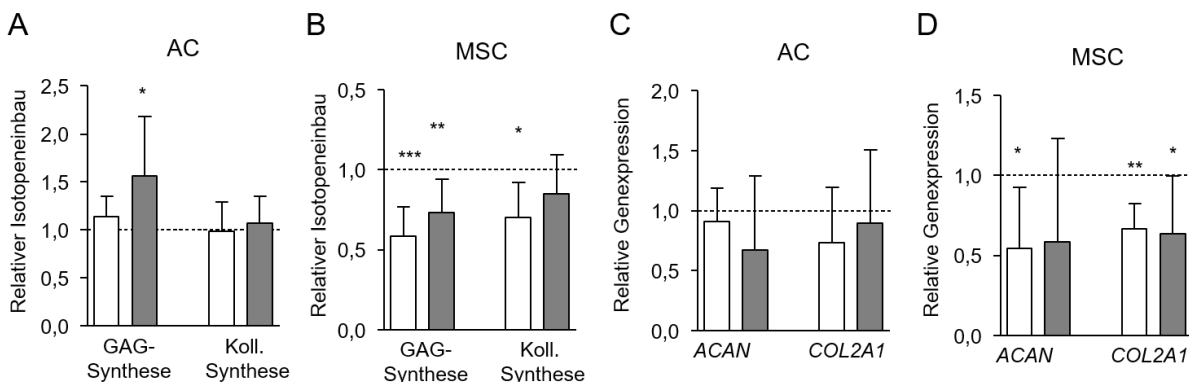 A
AC
Relativer Isotopeneinbau
2,5
2,0
1,5
1,0
0,5
0,0
*
GAG-
Synthese
Koll.
Synthese
B
MSC
Relativer Isotopeneinbau
0,5
1,0
0,5
0,0
***
**
*
GAG-
Synthese
Koll.
Synthese
C
AC
Relative Genexpression
2,0
1,5
1,0
0,5
0,0
ACAN
COL2A1
D
MSC
Relative Genexpression
1,5
1,0
0,5
0,0
*
**
*
ACAN
COL2A1